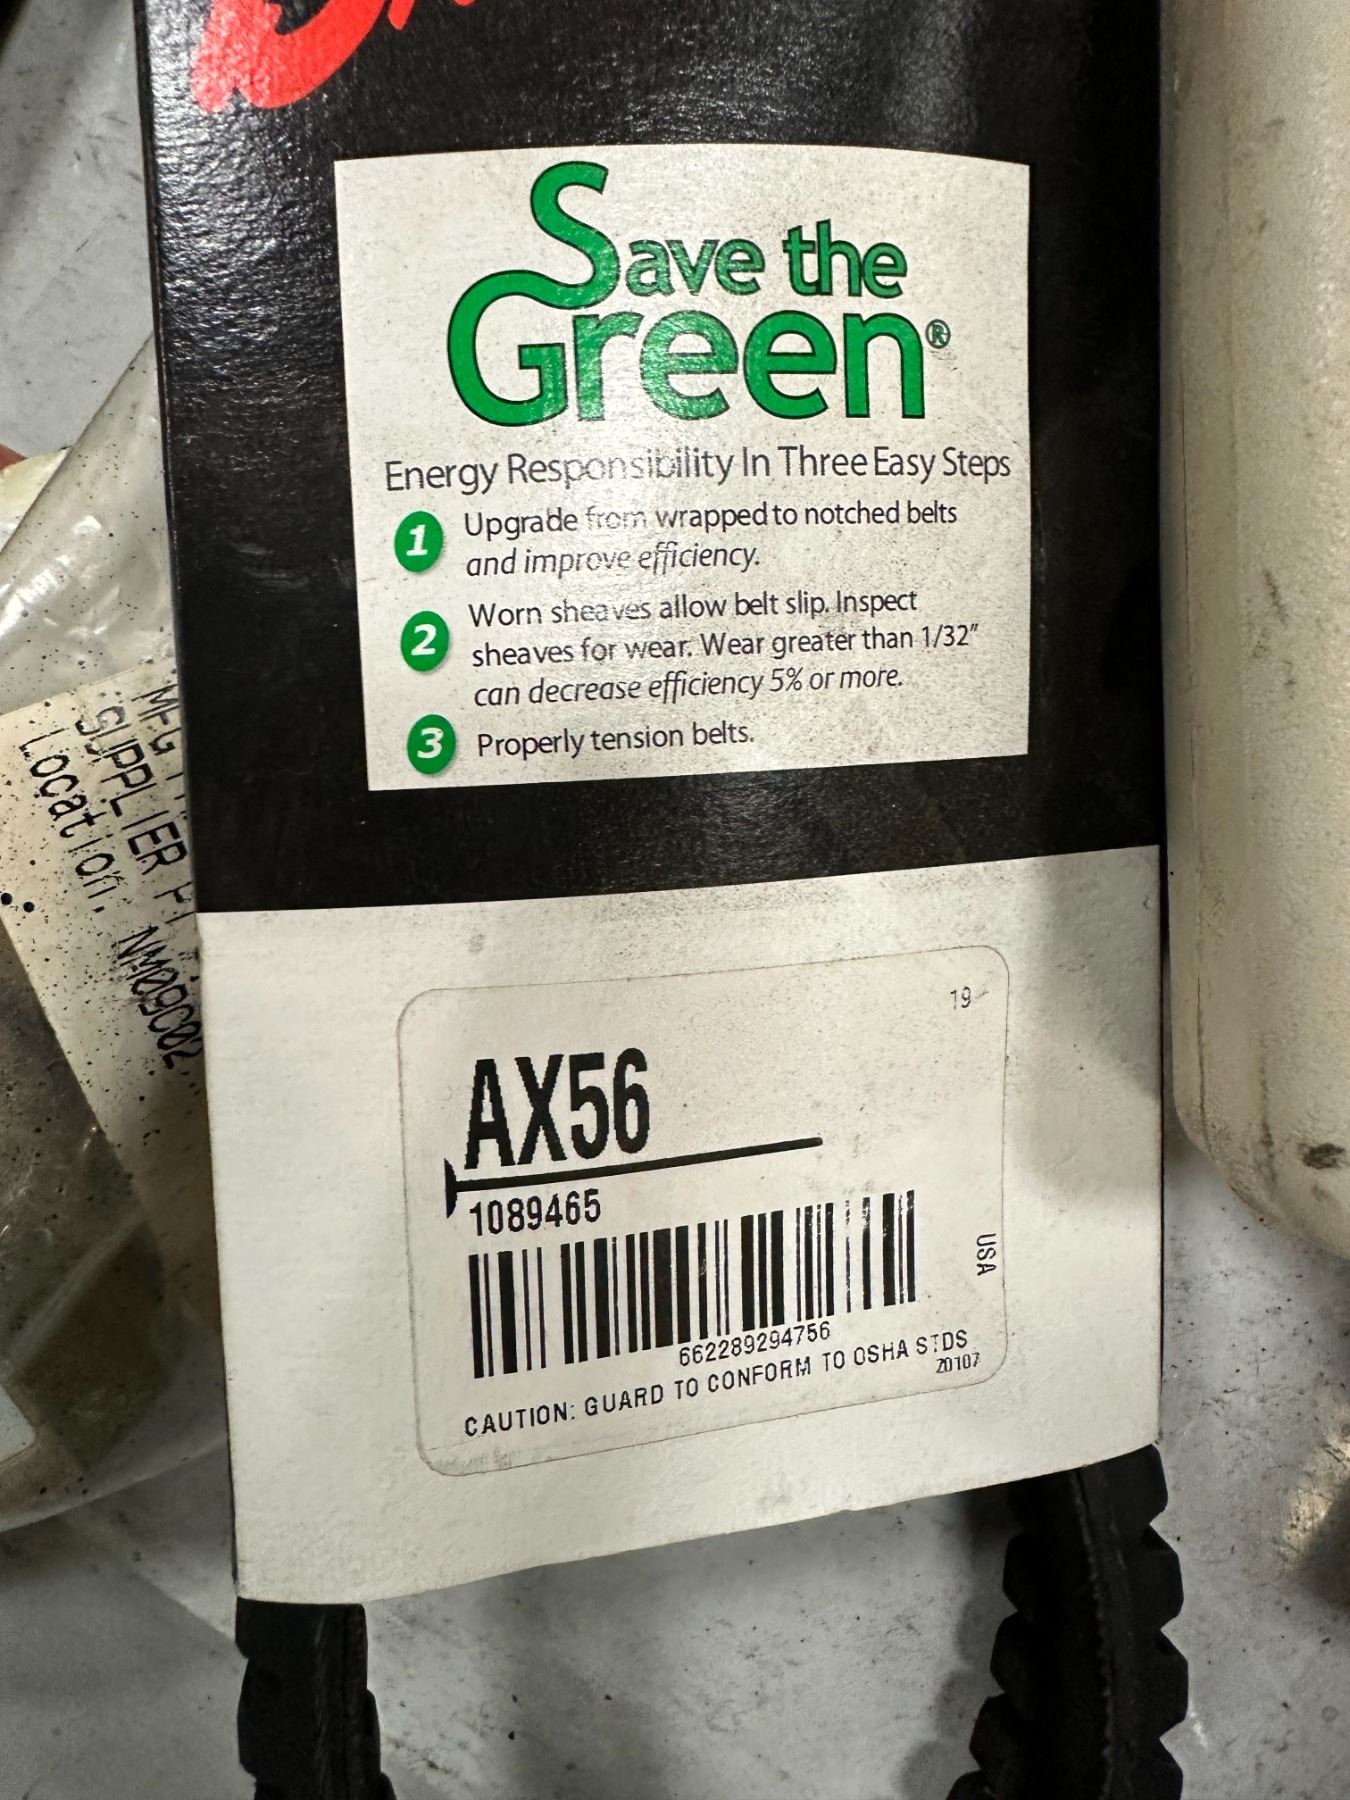 Save the
Green®
Energy Responsibility In Three Easy Steps
1 Upgrade from wrapped to notched belts
and improve efficiency.
2 Worn sheaves allow belt slip. Inspect
sheaves for wear. Wear greater than 1/32"
can decrease efficiency 5% or more.
3 Properly tension belts.
MFG
SUPPLIER
Location:
NM09C02
19
AX56
1089465
USA
662289294756
CAUTION: GUARD TO CONFORM TO OSHA STDS
20107